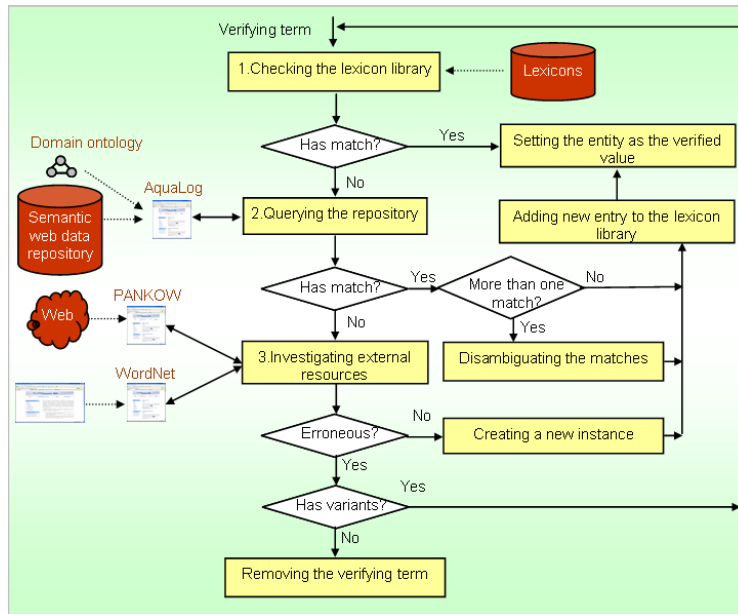 Verifying term
1.Checking the lexicon library
Lexicons
Has match?
Yes
Setting the entity as the verified
value
No
Domain ontology
AquaLog
Semantic
web data
repository
2.Querying the repository
Adding new entry to the lexicon
library
Has match?
Yes
More than one
match?
No
Yes
No
PANKOW
Web
3.Investigating external
resources
Disambiguating the matches
WordNet
Erroneous?
No
Creating a new instance
Yes
Has variants?
Yes
No
Removing the verifying term